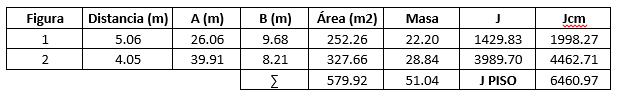 Figura Distancia (m) A (m) B (m) Área (m2) Masa J Jcm
1 5.06 26.06 9.68 252.26 22.20 1429.83 1998.27
2 4.05 39.91 8.21 327.66 28.84 3989.70 4462.71
∑ 579.92 51.04 J PISO 6460.97